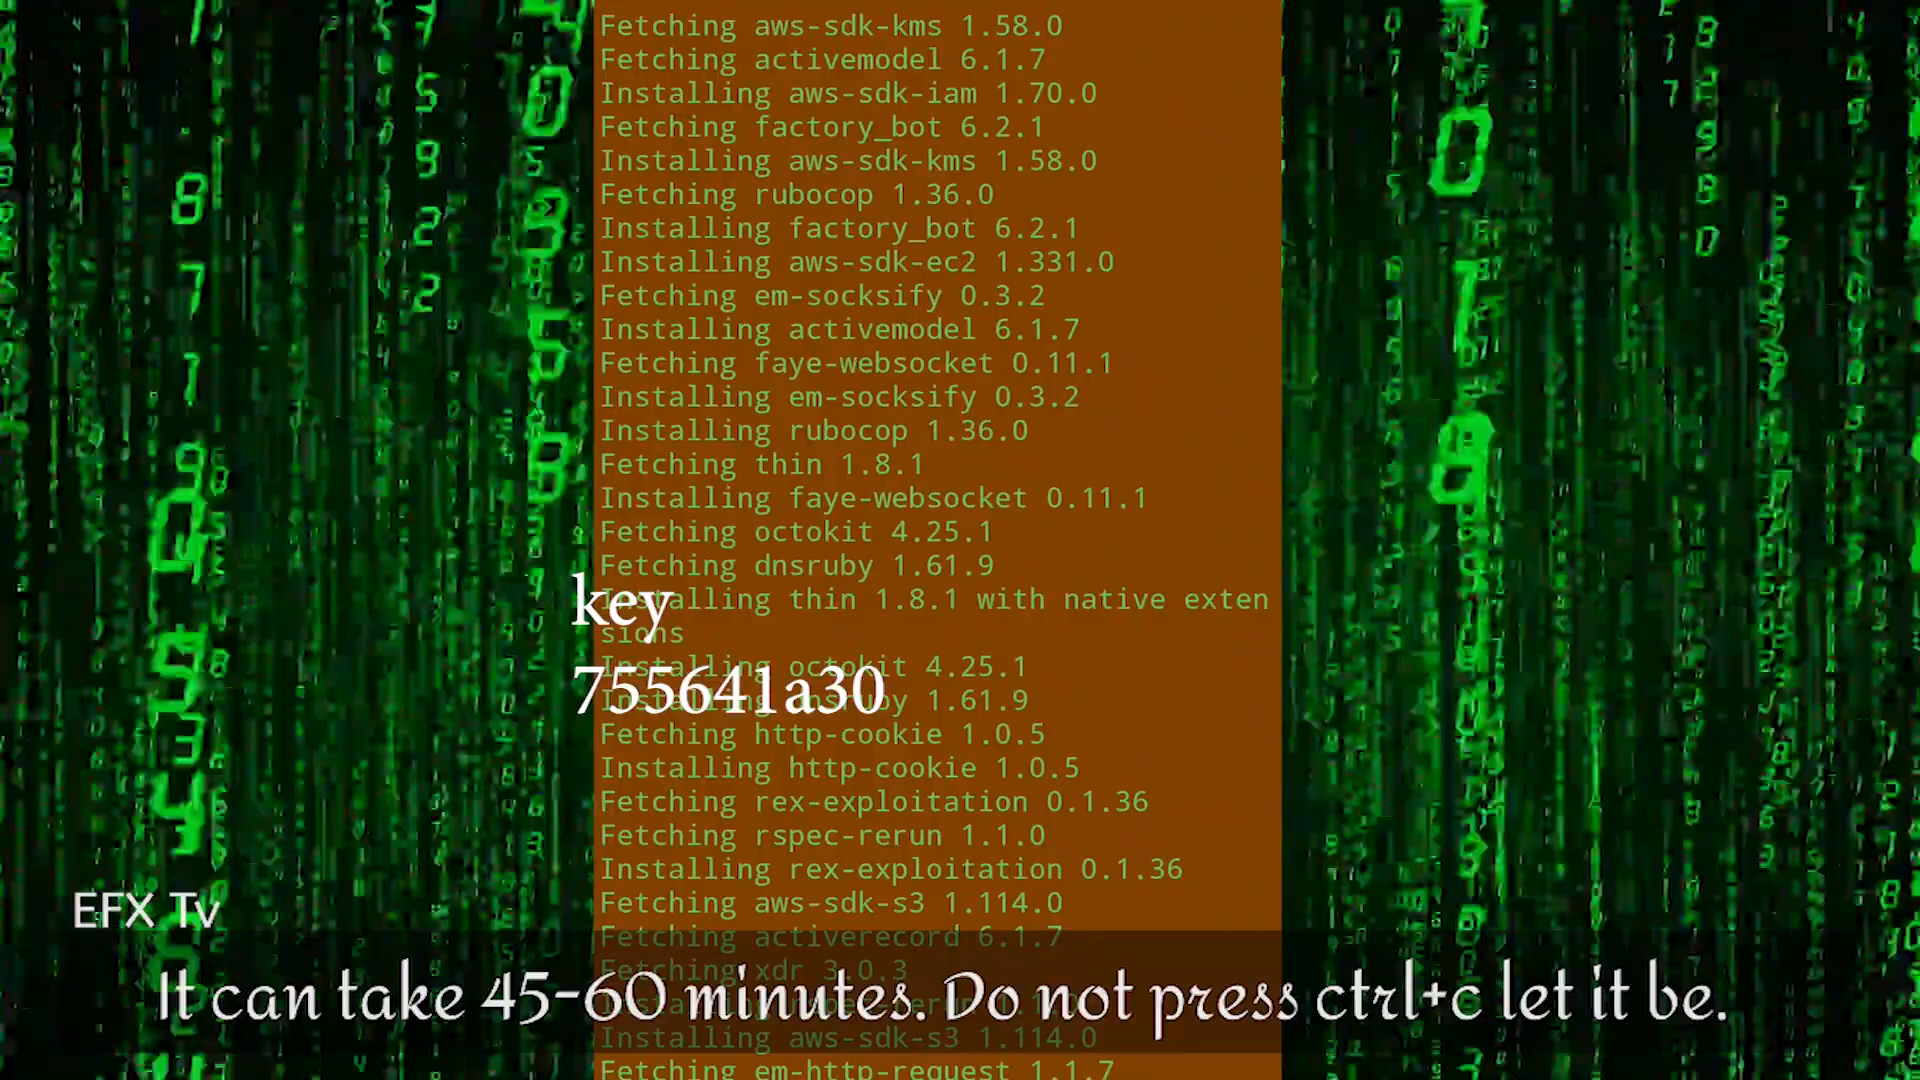 Fetching aws-sdk-kms 1.58.0
Fetching activemodel 6.1.7
Installing aws-sdk-iam 1.70.0
Fetching factory_bot 6.2.1
Installing aws-sdk-kms 1.58.0
Fetching rubocop 1.36.0
Installing factory_bot 6.2.1
Installing aws-sdk-ec2 1.331.0
Fetching em-socksify 0.3.2
Installing activemodel 6.1.7
Fetching faye-websocket 0.11.1
Installing em-socksify 0.3.2
Installing rubocop 1.36.0
Fetching thin 1.8.1
Installing faye-websocket 0.11.1
Fetching octokit 4.25.1
Fetching dnsruby 1.61.9
Installing thin 1.8.1 with native exten
sions
key
Installing octokit 4.25.1
755641a30
Installing dnsruby 1.61.9
Fetching http-cookie 1.0.5
Installing http-cookie 1.0.5
Fetching rex-exploitation 0.1.36
Fetching rspec-rerun 1.1.0
Installing rex-exploitation 0.1.36
Fetching aws-sdk-s3 1.114.0
EFX Tv
Fetching activerecord 6.1.7
Fetching xdr 3.0.3
It can take 45-60 minutes. Do not press ctrl+c let it be.
Installing aws-sdk-s3 1.114.0
Fetching em-http-request 1.1.7